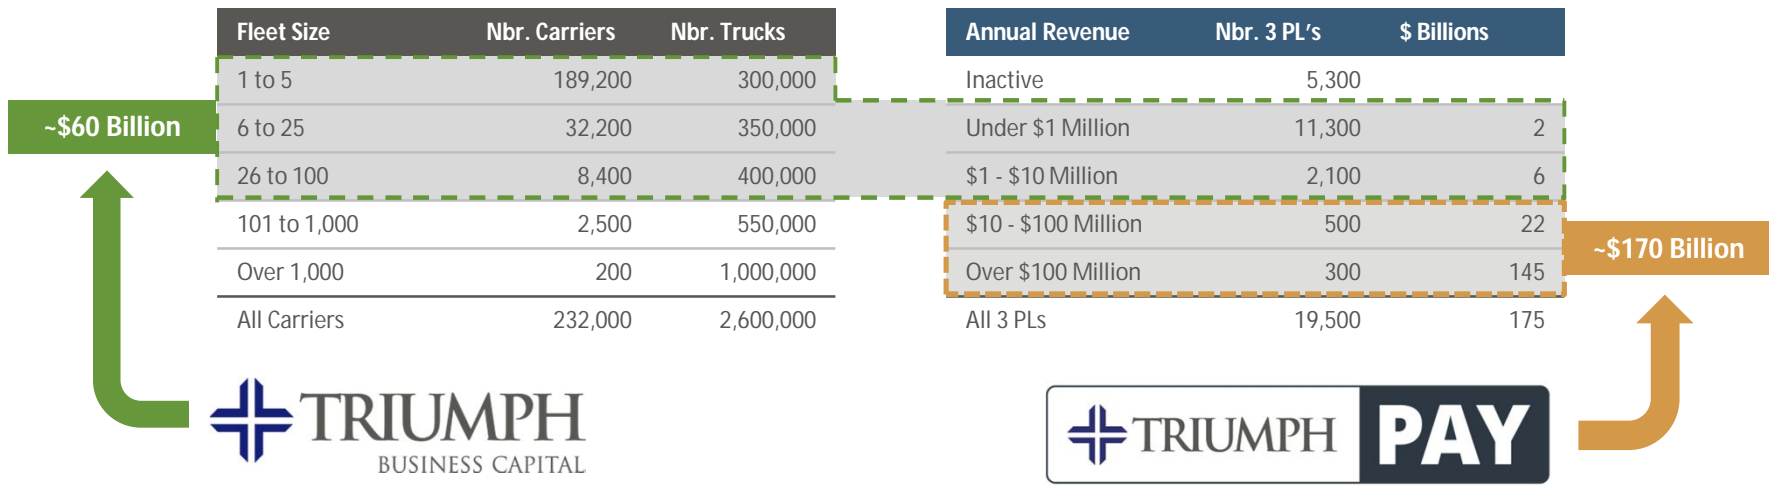 Fleet Size Nbr. Carriers Nbr. Trucks
1 to 5 189,200 300,000
6 to 25 32,200 350,000
26 to 100 8,400 400,000
101 to 1,000 2,500 550,000
Over 1,000 200 1,000,000
All Carriers 232,000 2,600,000
~$60 Billion
TRIUMPH
BUSINESS CAPITAL
Annual Revenue Nbr. 3 PL's $ Billions
Inactive 5,300
Under $1 Million 11,300 2
$1 - $10 Million 2,100 6
$10 - $100 Million 500 22
Over $100 Million 300 145
All 3 PLs 19,500 175
~$170 Billion
TRIUMPH PAY